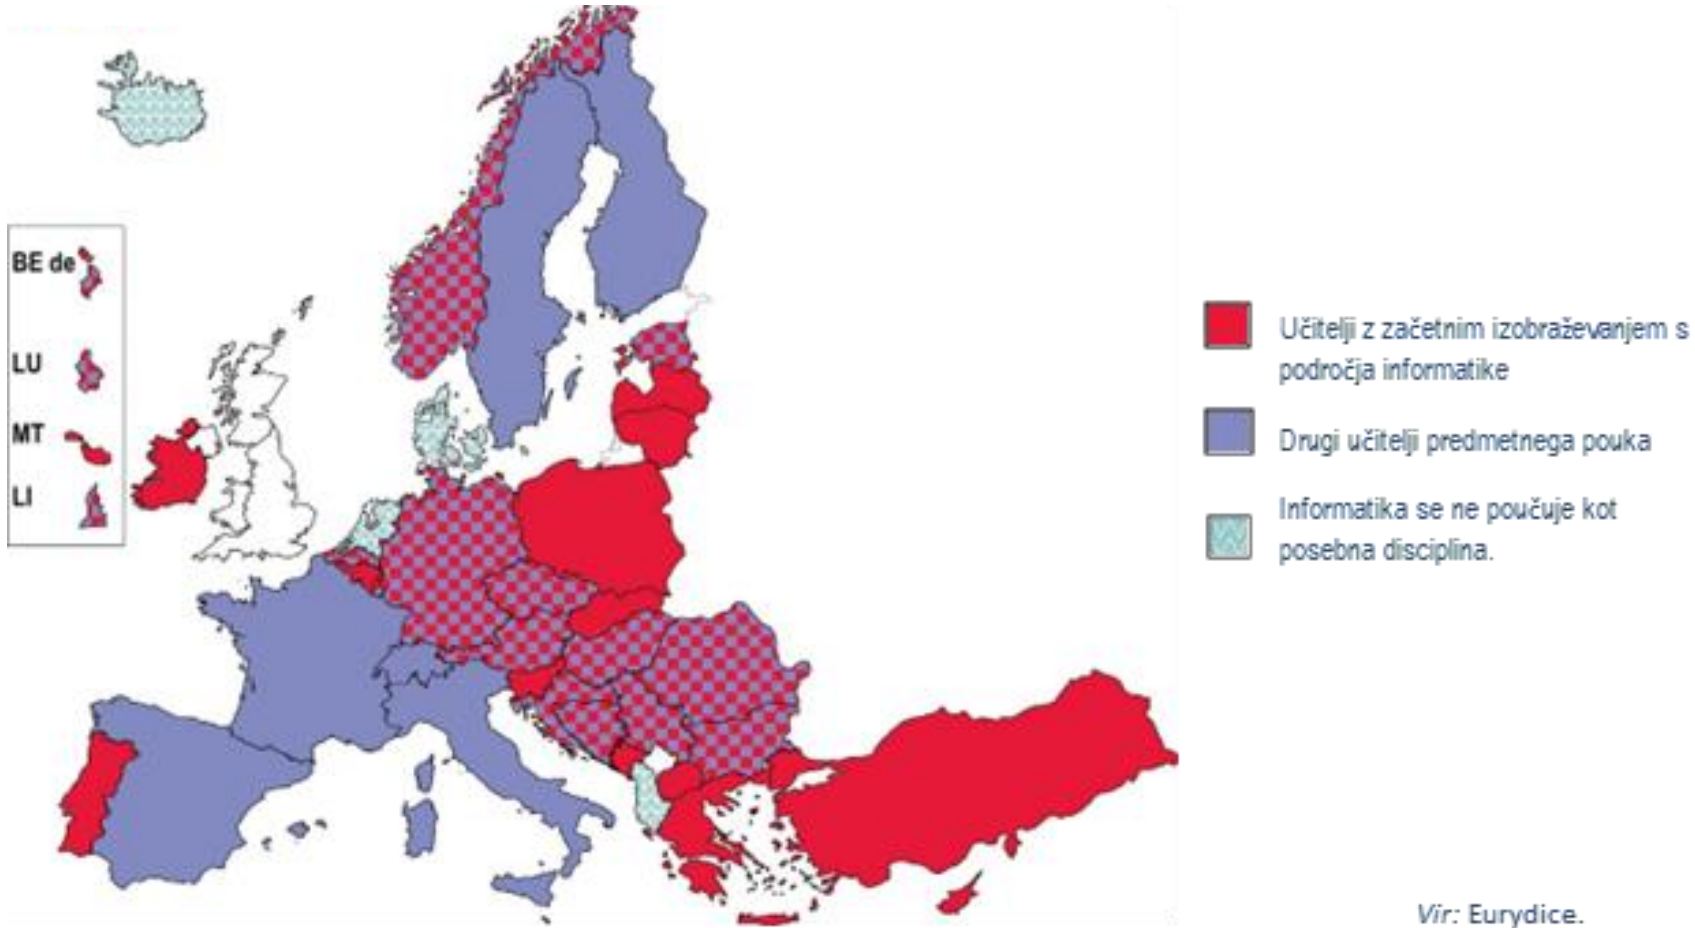 BE de
LU
MT
LI
Učitelji z začetnim izobraževanjem s
področja informatike
Drugi učitelji predmetnega pouka
Informatika se ne poučuje kot
posebna disciplina.
Vir: Eurydice.